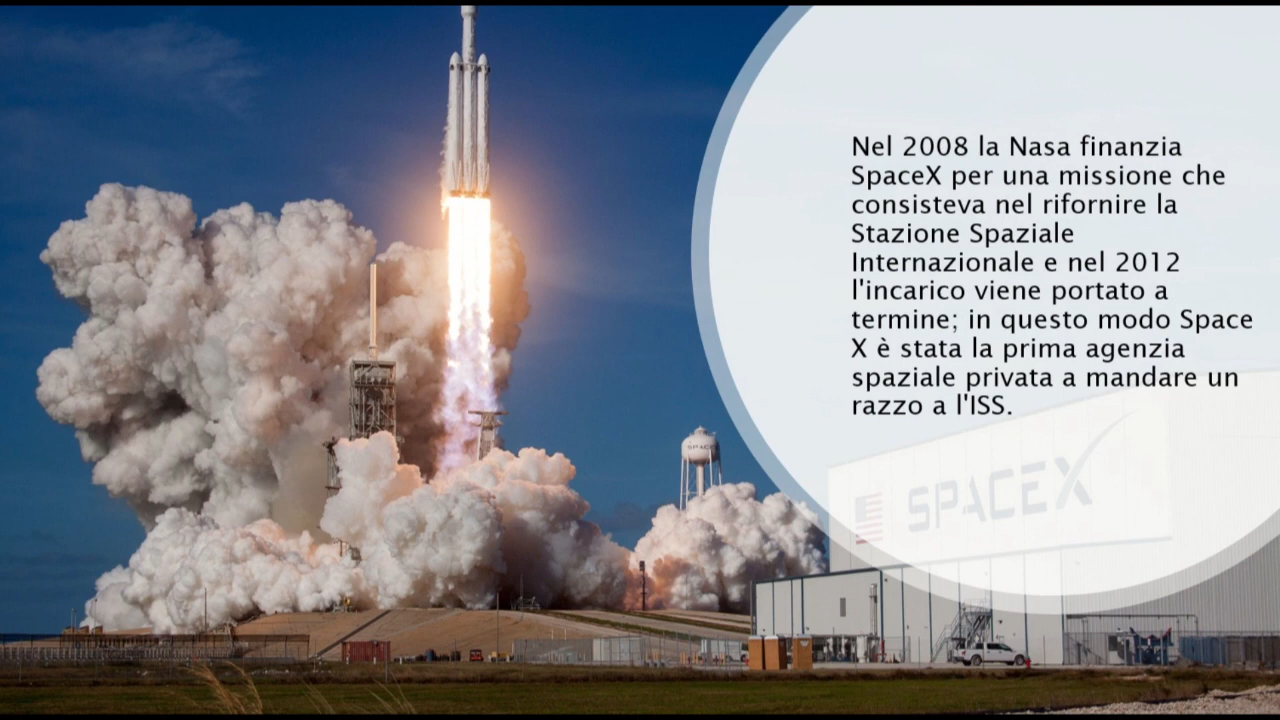 Nel 2008 la Nasa finanzia
SpaceX per una missione che
consisteva nel rifornire la
Stazione Spaziale
Internazionale e nel 2012
l'incarico viene portato a
termine; in questo modo Space
X è stata la prima agenzia
spaziale privata a mandare un
razzo a l'ISS.
SPACEX
SPACEX